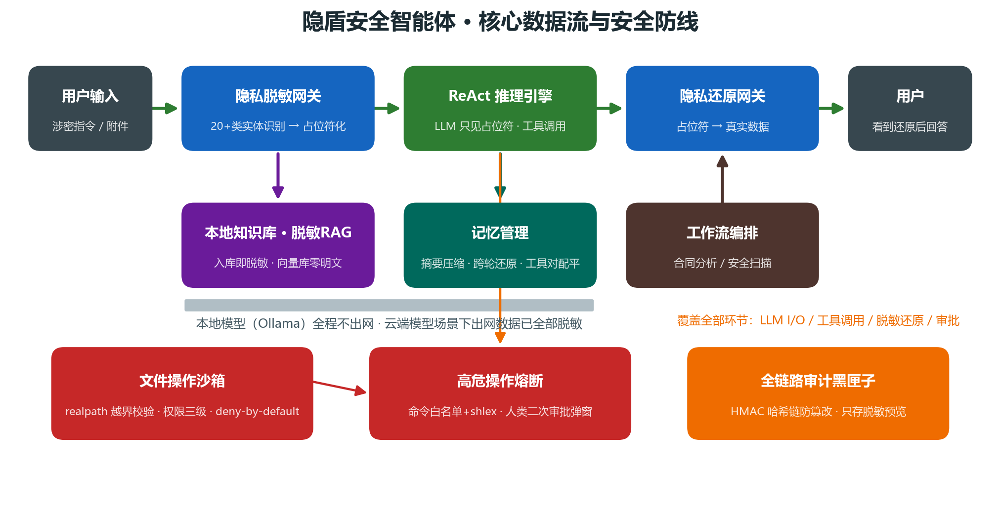 隐盾安全智能体 · 核心数据流与安全防线
用户输入
涉密指令 / 附件
隐私脱敏网关
20+类实体识别 → 占位符化
ReAct 推理引擎
LLM 只见占位符 · 工具调用
隐私还原网关
占位符 → 真实数据
用户
看到还原后回答
本地知识库 · 脱敏RAG
入库即脱敏 · 向量库零明文
记忆管理
摘要压缩 · 跨轮还原 · 工具对配平
工作流编排
合同分析 / 安全扫描
本地模型（Ollama）全程不出网 · 云端模型场景下出网数据已全部脱敏
覆盖全部环节：LLM I/O / 工具调用 / 脱敏还原 / 审批
文件操作沙箱
realpath 越界校验 · 权限三级 · deny-by-default
高危操作熔断
命令白名单+shlex · 人类二次审批弹窗
全链路审计黑匣子
HMAC 哈希链防篡改 · 只存脱敏预览